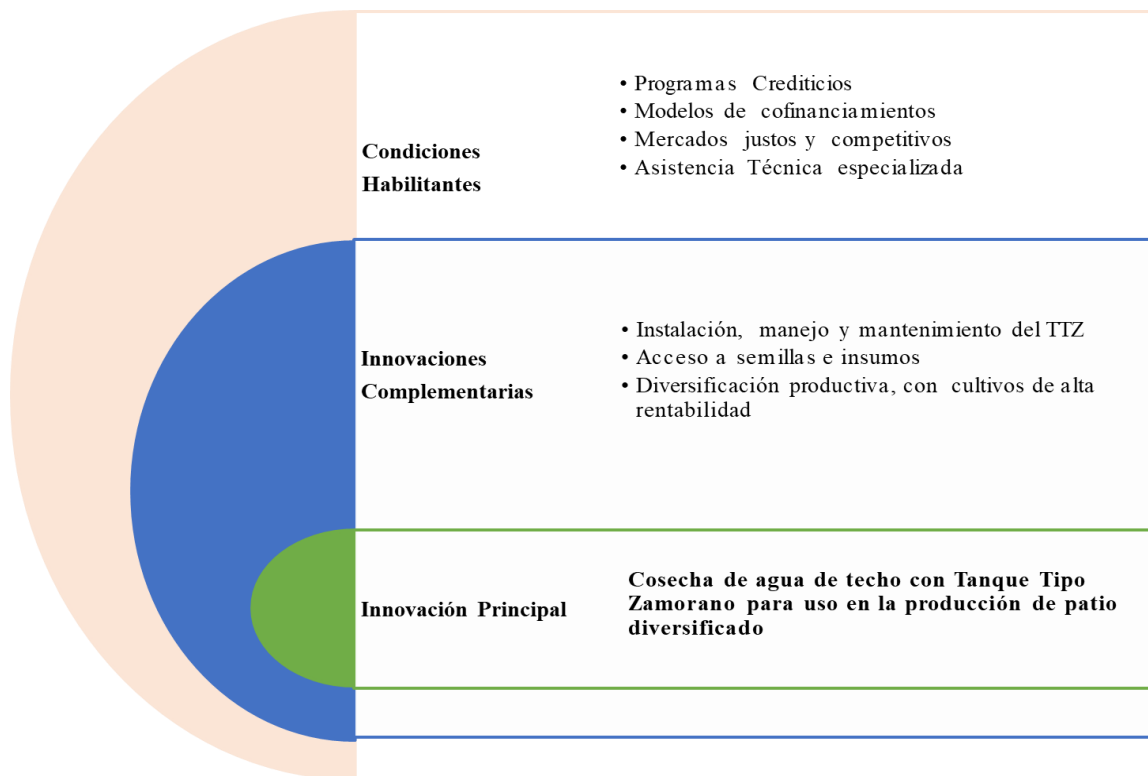 Condiciones
Habilitantes
• Programas Crediticios
• Modelos de cofinanciamientos
• Mercados justos y competitivos
• Asistencia Técnica especializada
Innovaciones
Complementarias
• Instalación, manejo y mantenimiento del TTZ
• Acceso a semillas e insumos
• Diversificación productiva, con cultivos de alta
rentabilidad
Innovación Principal
Cosecha de agua de techo con Tanque Tipo
Zamorano para uso en la producción de patio
diversificado